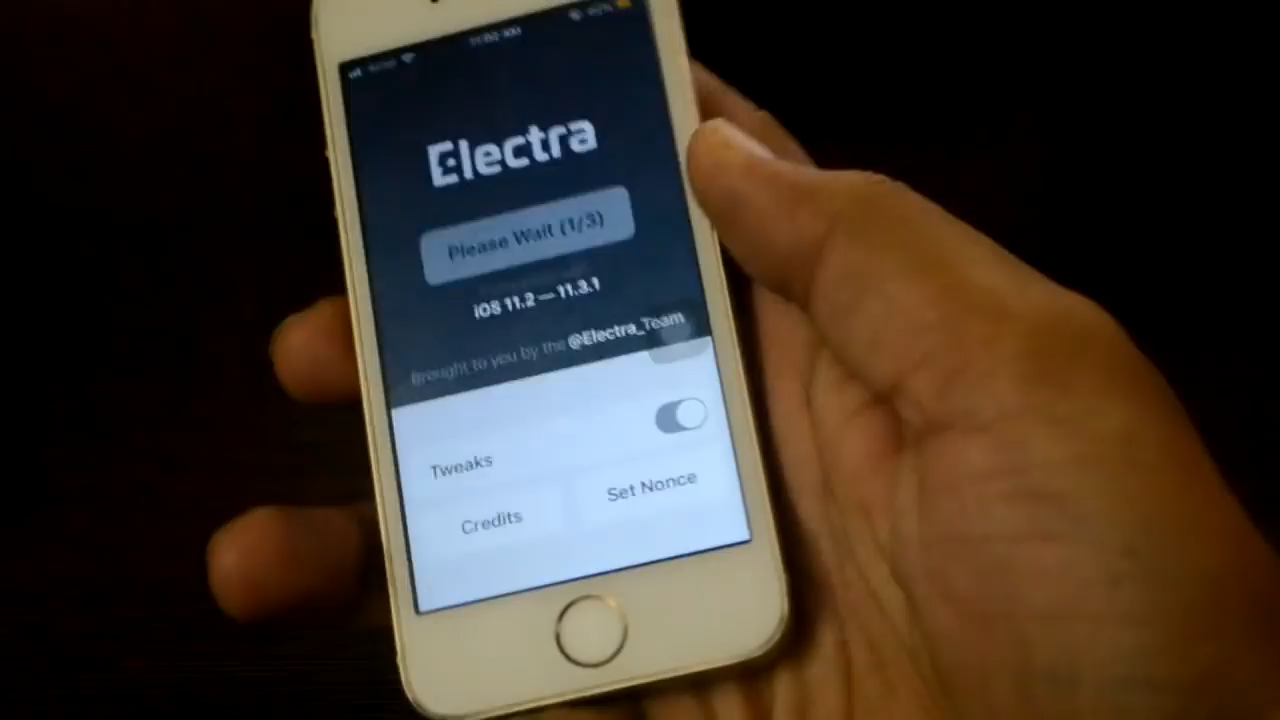 Electra
Please Wait (1/3)
iOS 11.2 — 11.3.1
Brought to you by the @Electra_Team
Tweaks
Credits
Set Nonce